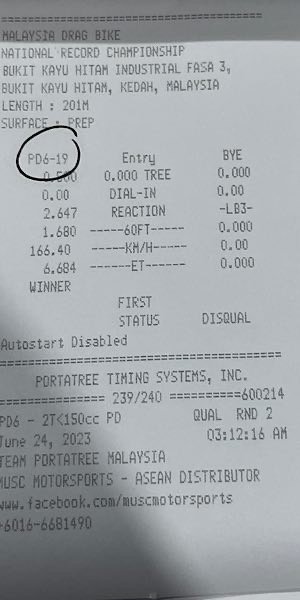 =====================================
MALAYSIA DRAG BIKE
NATIONAL RECORD CHAMPIONSHIP
BUKIT KAYU HITAM INDUSTRIAL FASA 3,
BUKIT KAYU HITAM, KEDAH, MALAYSIA
LENGTH : 201M
SURFACE : PREP
PD6-19 Entry BYE
0.500 0.000 TREE 0.000
0.00 DIAL-IN 0.00
2.647 REACTION -LB3-
1.680 -----60FT----- 0.000
166.40 -----KM/H----- 0.00
6.684 ------ET------ 0.000
WINNER
FIRST
STATUS DISQUAL
Autostart Disabled
=====================================
PORTATREE TIMING SYSTEMS, INC.
============ 239/240 ==========600214
PD6 - 2T<150cc PD QUAL RND 2
June 24, 2023 03:12:16 AM
TEAM PORTATREE MALAYSIA
MUSC MOTORSPORTS - ASEAN DISTRIBUTOR
www.facebook.com/muscmotorsports
+6016-6681490